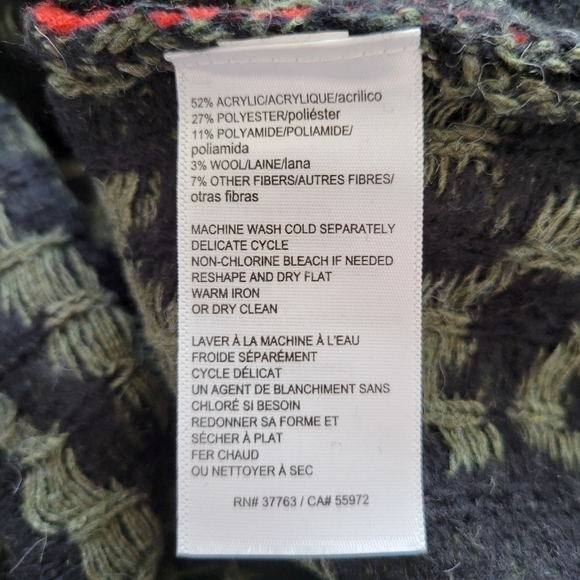 52% ACRYLIC/ACRYLIQUE/acrílico
27% POLYESTER/poliéster
11% POLYAMIDE/POLIAMIDE/
poliamida
3% WOOL/LAINE/lana
7% OTHER FIBERS/AUTRES FIBRES/
otras fibras
MACHINE WASH COLD SEPARATELY
DELICATE CYCLE
NON-CHLORINE BLEACH IF NEEDED
RESHAPE AND DRY FLAT
WARM IRON
OR DRY CLEAN
LAVER À LA MACHINE À L'EAU
FROIDE SÉPARÉMENT
CYCLE DÉLICAT
UN AGENT DE BLANCHIMENT SANS
CHLORÉ SI BESOIN
REDONNER SA FORME ET
SÉCHER À PLAT
FER CHAUD
OU NETTOYER À SEC
RN# 37763 / CA# 55972